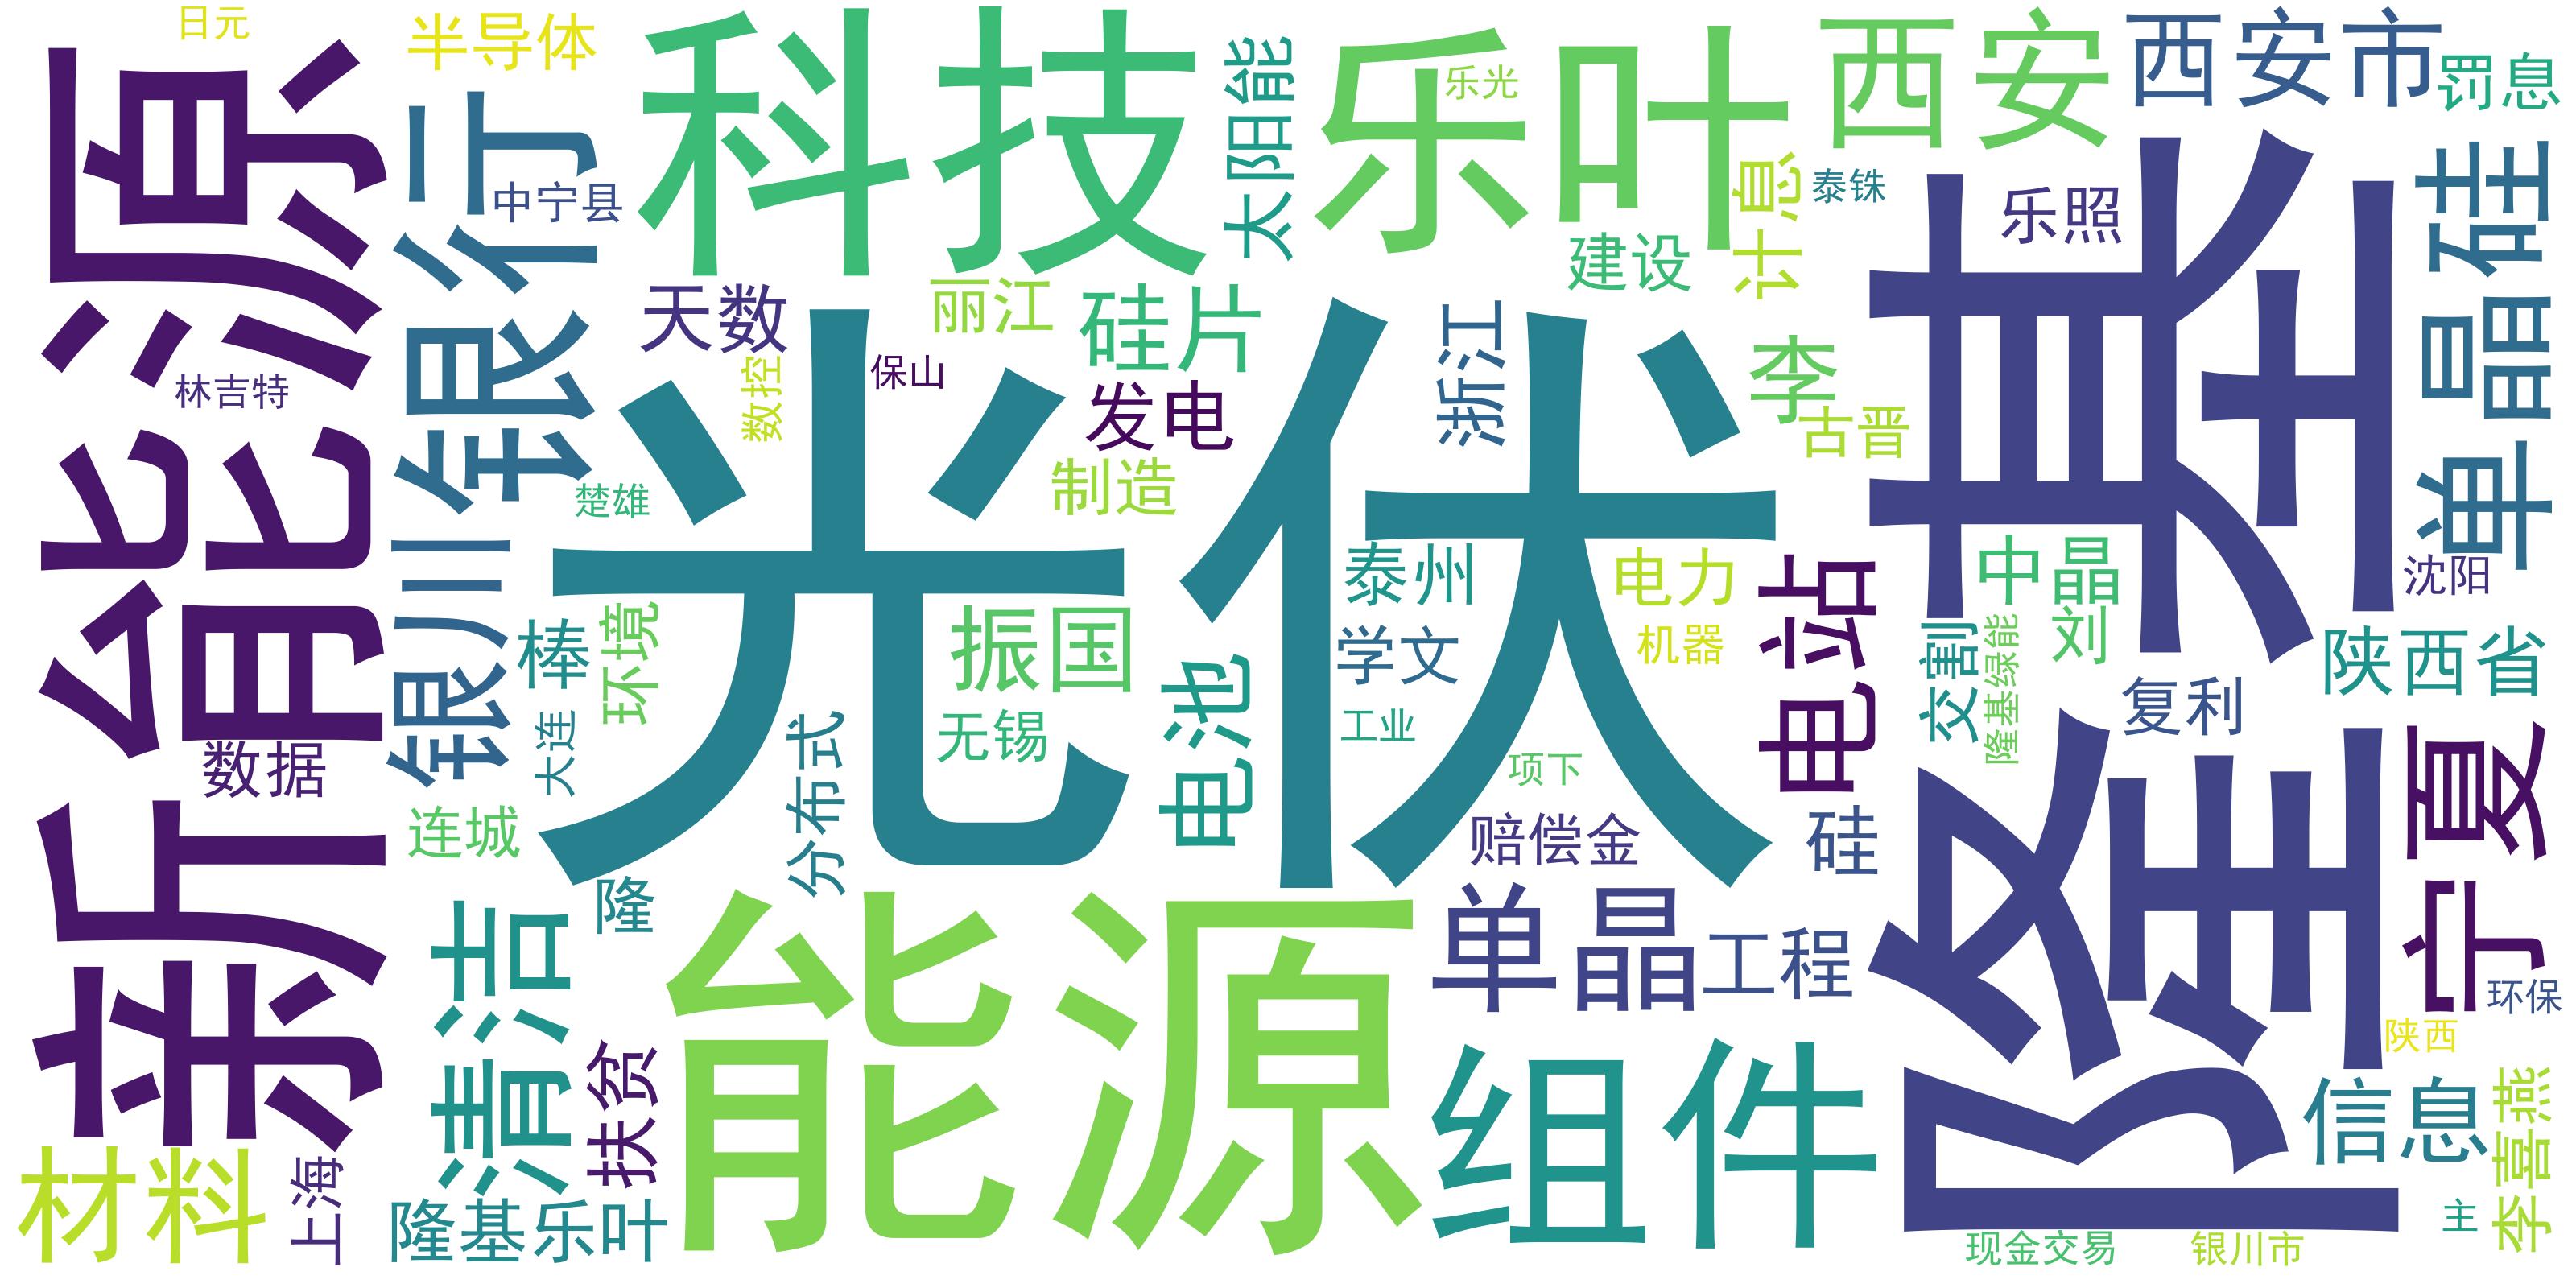 日元
半导体
科技
太阳能
乐叶
乐光
西安
西安市
罚息
新能源
银行
中宁县
计息
泰铢
乐照
单晶硅
建设
天数
丽江
硅片
浙江
李
隆基
林吉特
数控
保山
发电
古晋
楚雄
制造
光伏
银川
泰州
电力
电站
中晶
沈阳
棒
环境
振国
电池
学文
机器
交割
隆基绿能
刘
陕西省
复利
数据
大连
分布式
无锡
工业
项下
宁夏
连城
赔偿金
硅
隆
清洁
能源
单晶
工程
环保
扶贫
组件
陕西
材料
上海
隆基乐叶
信息
李喜燕
主
现金交易
银川市